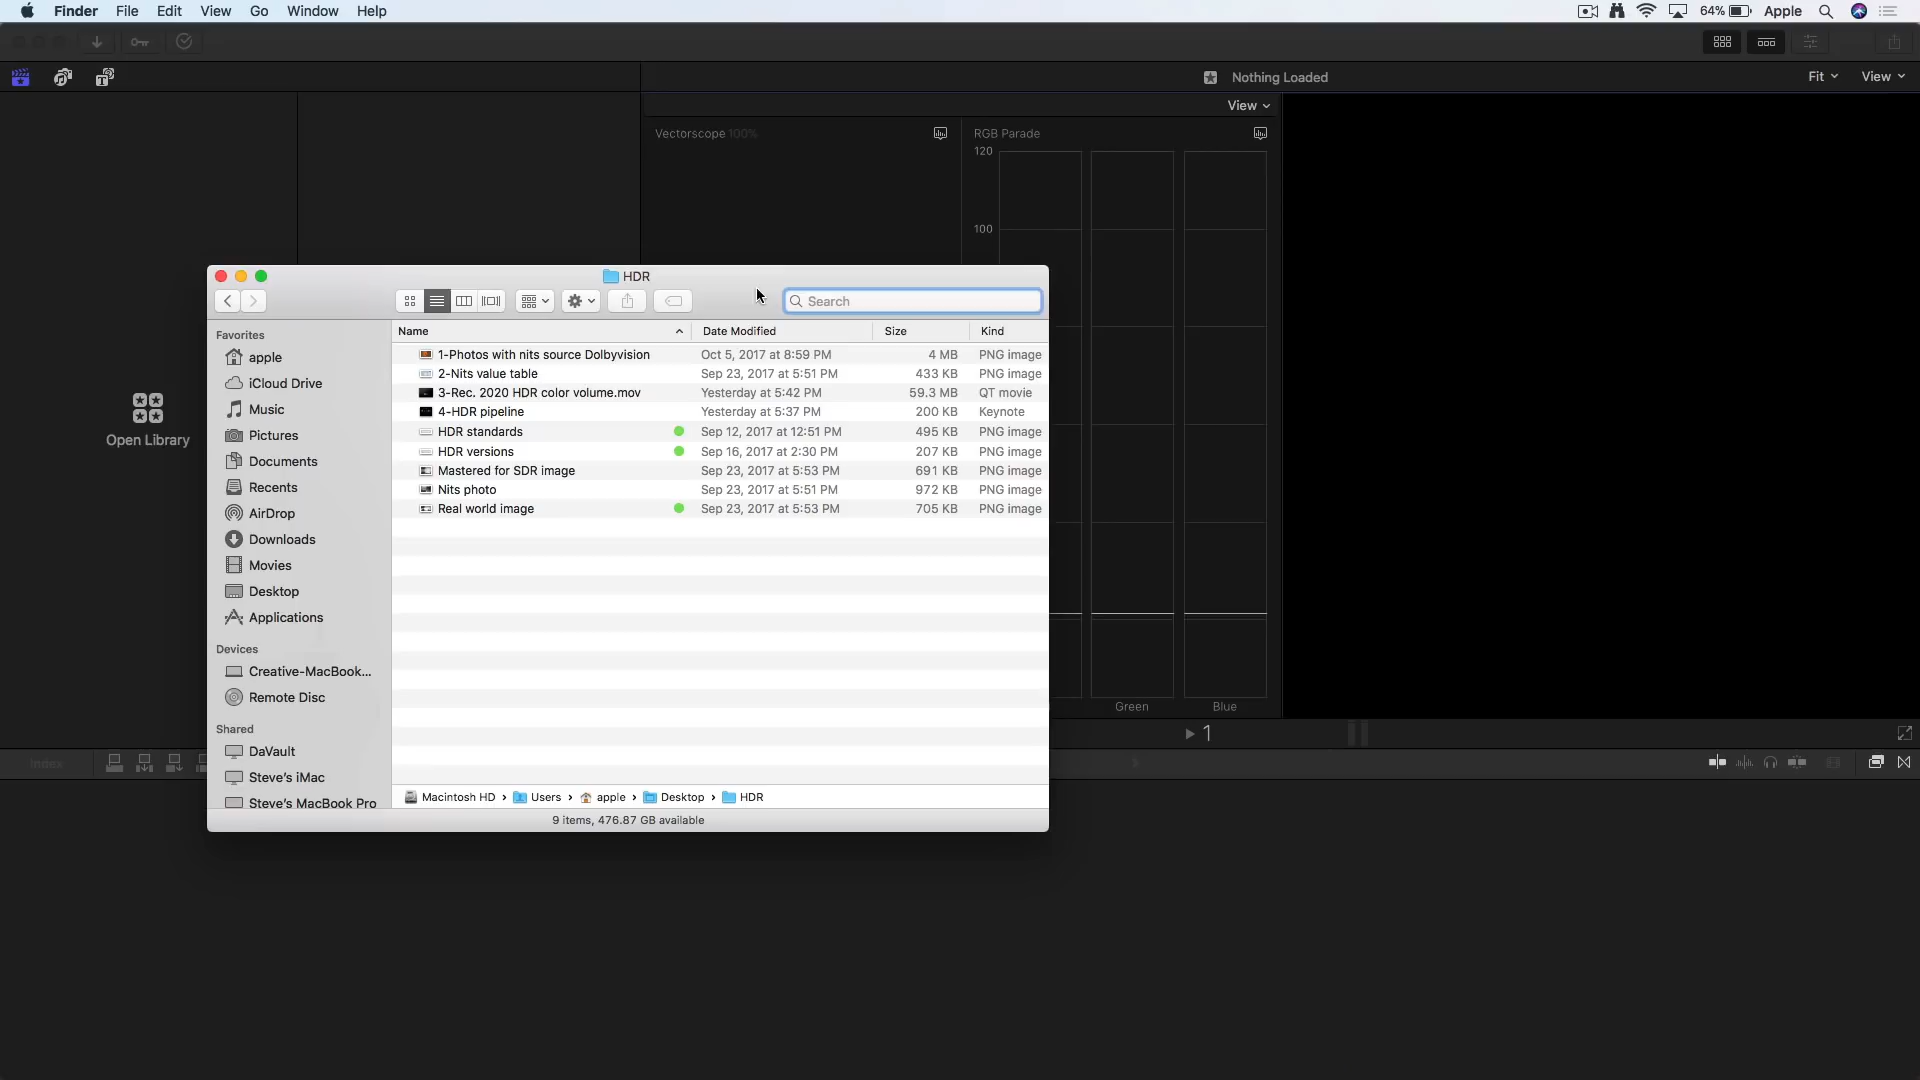 Finder File Edit View Go Window Help 64% Apple
Nothing Loaded Fit View
View
Vectorscope 100% RGB Parade
120
100
Open Library
HDR
Search
Favorites
apple
iCloud Drive
Music
Pictures
Documents
Recents
AirDrop
Downloads
Movies
Desktop
Applications
Devices
Creative-MacBook...
Remote Disc
Shared
DaVault
Steve's iMac
Steve's MacBook Pro
Name Date Modified Size Kind
1-Photos with nits source Dolbyvision Oct 5, 2017 at 8:59 PM 4 MB PNG image
2-Nits value table Sep 23, 2017 at 5:51 PM 433 KB PNG image
3-Rec. 2020 HDR color volume.mov Yesterday at 5:42 PM 59.3 MB QT movie
4-HDR pipeline Yesterday at 5:37 PM 200 KB Keynote
HDR standards Sep 12, 2017 at 12:51 PM 495 KB PNG image
HDR versions Sep 16, 2017 at 2:30 PM 207 KB PNG image
Mastered for SDR image Sep 23, 2017 at 5:53 PM 691 KB PNG image
Nits photo Sep 23, 2017 at 5:51 PM 972 KB PNG image
Real world image Sep 23, 2017 at 5:53 PM 705 KB PNG image
Macintosh HD › Users › apple › Desktop › HDR
9 items, 476.87 GB available
Green Blue
1
Index